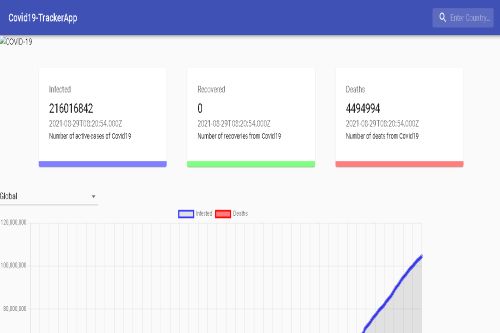 Covid19-TrackerApp
Enter Country...
COVID-19
Infected
216016842
2021-08-29T08:20:54.000Z
Number of active cases of Covid19
Recovered
0
2021-08-29T08:20:54.000Z
Number of recoveries from Covid19
Deaths
4494994
2021-08-29T08:20:54.000Z
Number of deats from Covid19
Global
Infected Deaths
120,000,000
100,000,000
80,000,000